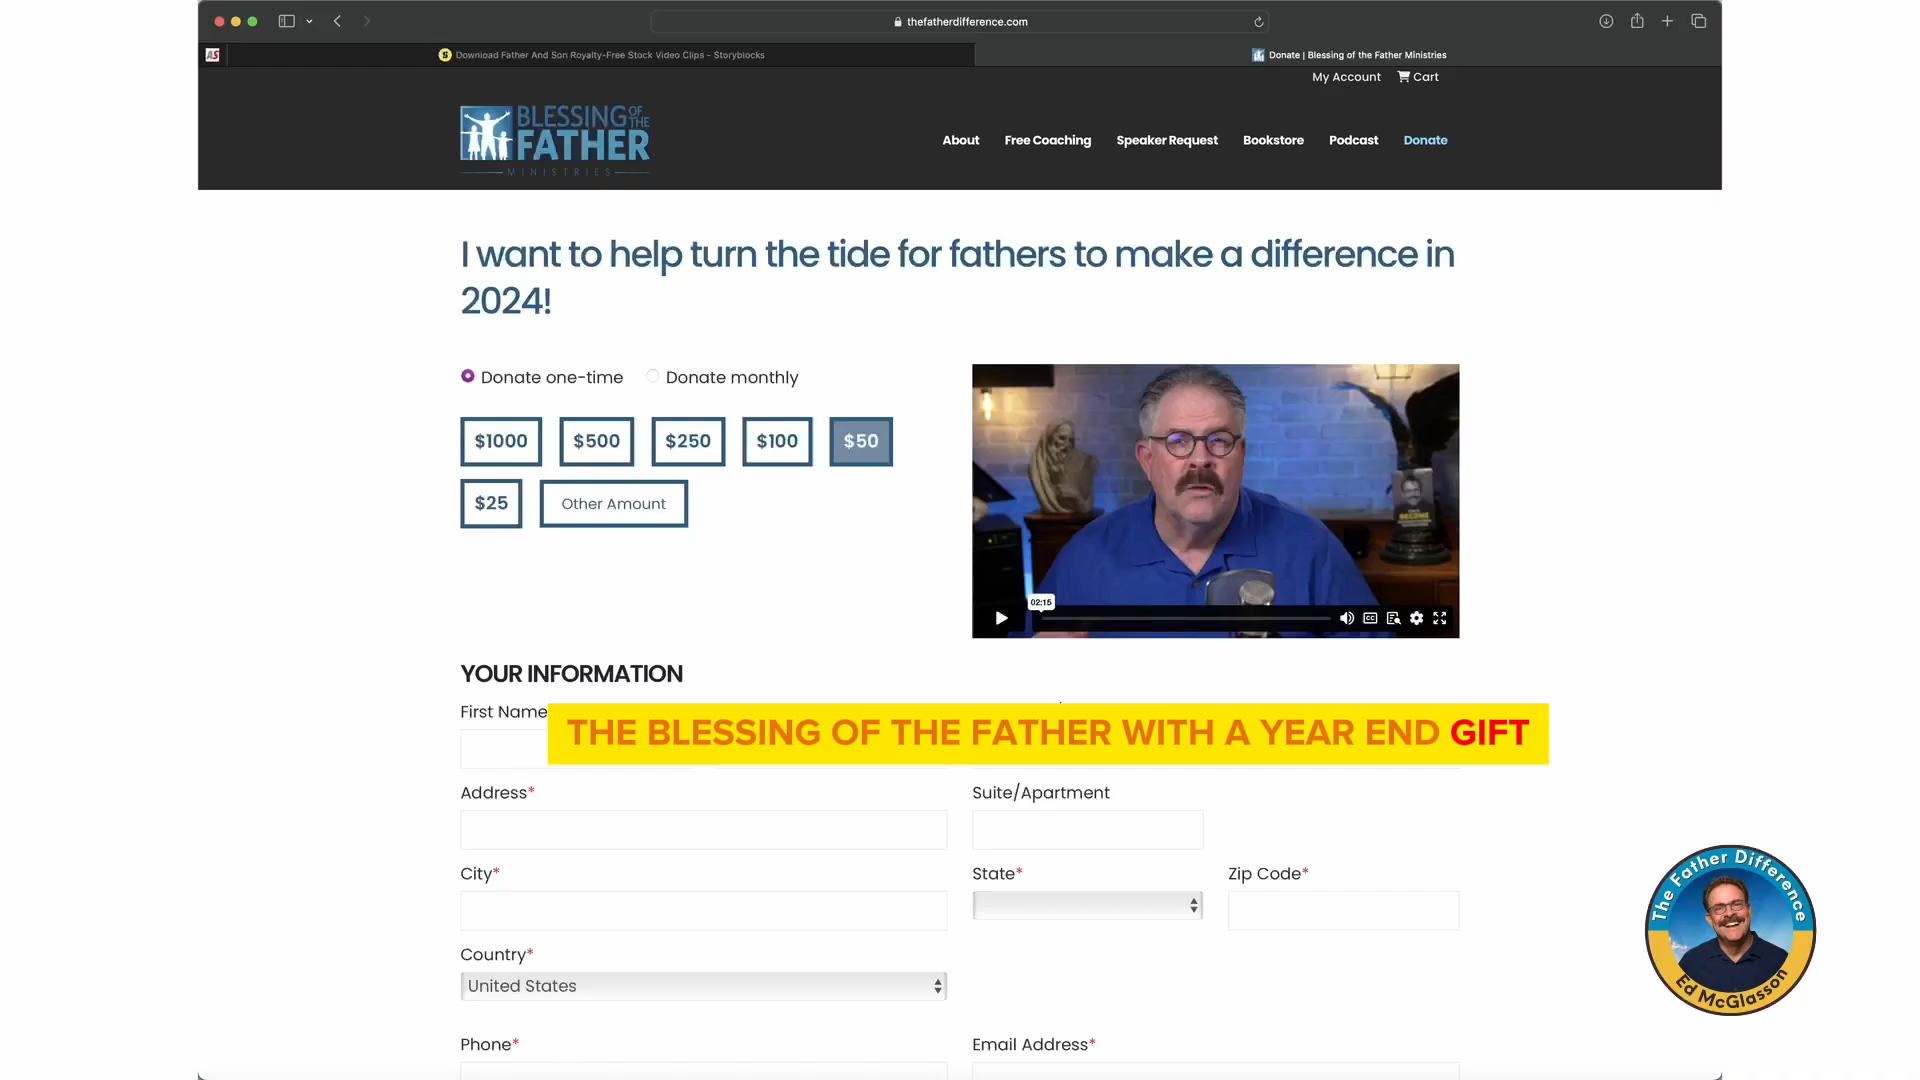 thefatherdifference.com
Download Father And Son Royalty-Free Stock Video Clips - Storyblocks
Donate | Blessing of the Father Ministries
My Account Cart
BLESSING OF THE FATHER
MINISTRIES
About Free Coaching Speaker Request Bookstore Podcast Donate
I want to help turn the tide for fathers to make a difference in
2024!
Donate one-time Donate monthly
$1000 $500 $250 $100 $50
$25 Other Amount
BECOME
02:15
CC
YOUR INFORMATION
First Name
THE BLESSING OF THE FATHER WITH A YEAR END GIFT
Address* Suite/Apartment
City* State* Zip Code*
Country*
United States
Phone* Email Address*
The Father Difference
Ed McGlasson